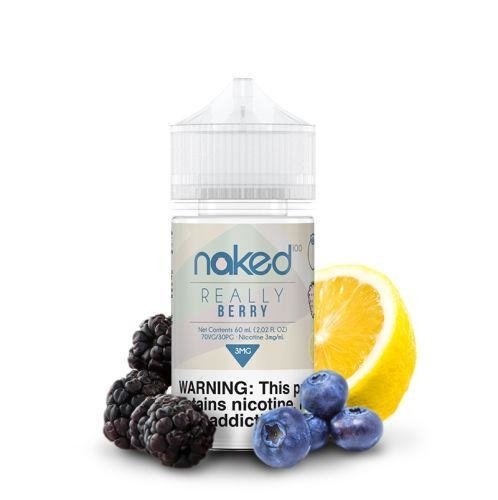 naked 100
REALLY
BERRY
Net Contents 60 mL (2.02 FL OZ)
70VG/30PG · Nicotine 3mg/mL
3MG
WARNING: This p
tains nicotine
addict